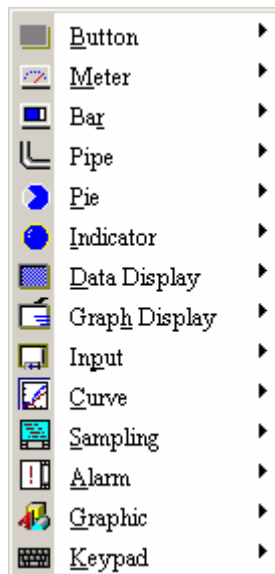 Button
Meter
Bar
Pipe
Pie
Indicator
Data Display
Graph Display
Input
Curve
Sampling
Alarm
Graphic
Keypad